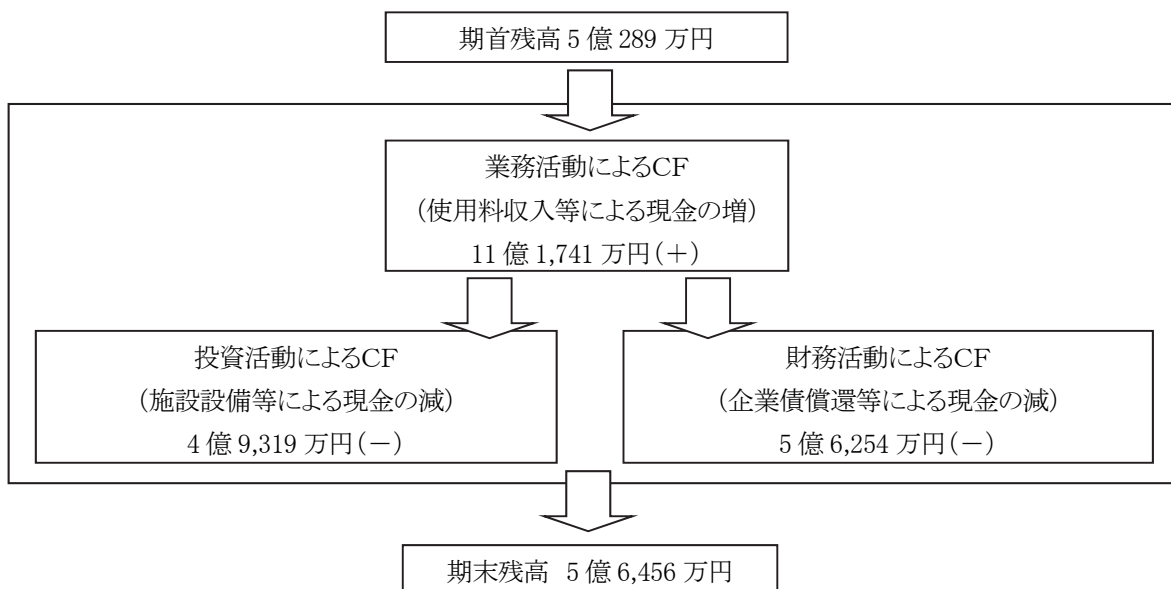 期首残高 5 億 289 万円
業務活動によるCF
（使用料収入等による現金の増）
11 億 1,741 万円（＋）
投資活動によるCF
（施設設備等による現金の減）
4 億 9,319 万円（－）
財務活動によるCF
（企業債償還等による現金の減）
5 億 6,254 万円（－）
期末残高 5 億 6,456 万円